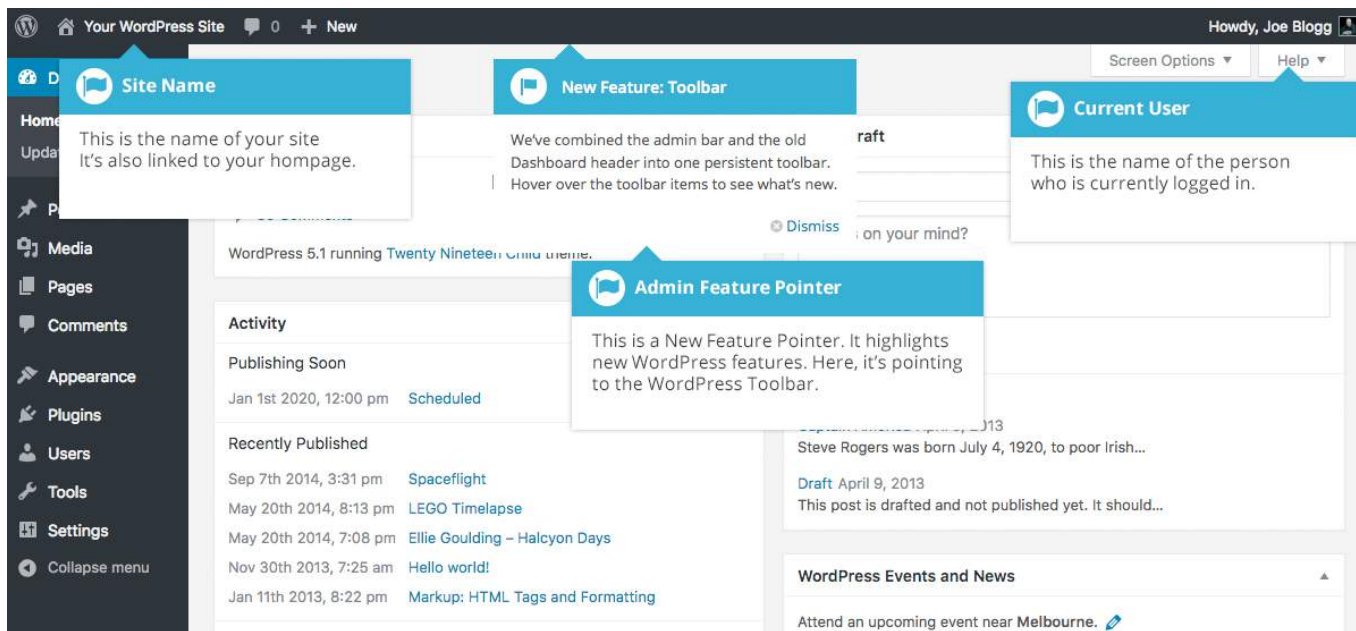 Your WordPress Site 0 + New
Howdy, Joe Blogg
Screen Options ▼
Help ▼
Site Name
This is the name of your site
It's also linked to your hompage.
New Feature: Toolbar
We've combined the admin bar and the old
Dashboard header into one persistent toolbar.
Hover over the toolbar items to see what's new.
Dismiss
Current User
This is the name of the person
who is currently logged in.
Admin Feature Pointer
This is a New Feature Pointer. It highlights
new WordPress features. Here, it's pointing
to the WordPress Toolbar.
Home
Media
Pages
Comments
Appearance
Plugins
Users
Tools
Settings
Collapse menu
WordPress 5.1 running Twenty Nineteen Child theme.
Activity
Publishing Soon
Jan 1st 2020, 12:00 pm Scheduled
Recently Published
Sep 7th 2014, 3:31 pm Spaceflight
May 20th 2014, 8:13 pm LEGO Timelapse
May 20th 2014, 7:08 pm Ellie Goulding – Halcyon Days
Nov 30th 2013, 7:25 am Hello world!
Jan 11th 2013, 8:22 pm Markup: HTML Tags and Formatting
raft
on your mind?
2013
Steve Rogers was born July 4, 1920, to poor Irish...
Draft April 9, 2013
This post is drafted and not published yet. It should...
WordPress Events and News
Attend an upcoming event near Melbourne.